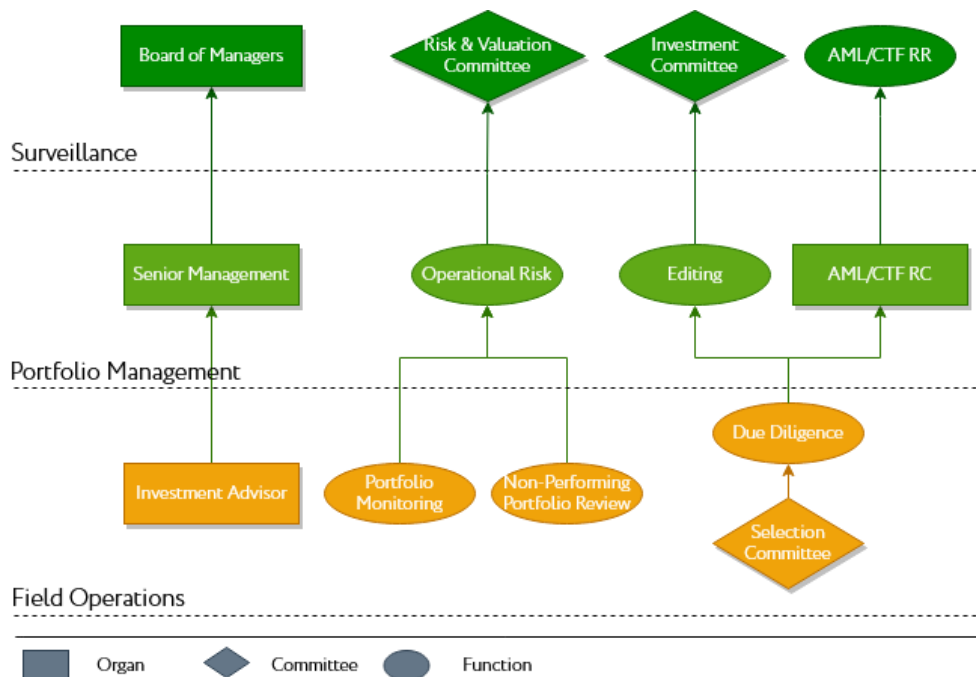 Board of Managers
Risk & Valuation
Committee
Investment
Committee
AML/CTF RR
Surveillance
Senior Management
Operational Risk
Editing
AML/CTF RC
Portfolio Management
Due Diligence
Investment Advisor
Portfolio
Monitoring
Non-Performing
Portfolio Review
Selection
Committee
Field Operations
Organ
Committee
Function